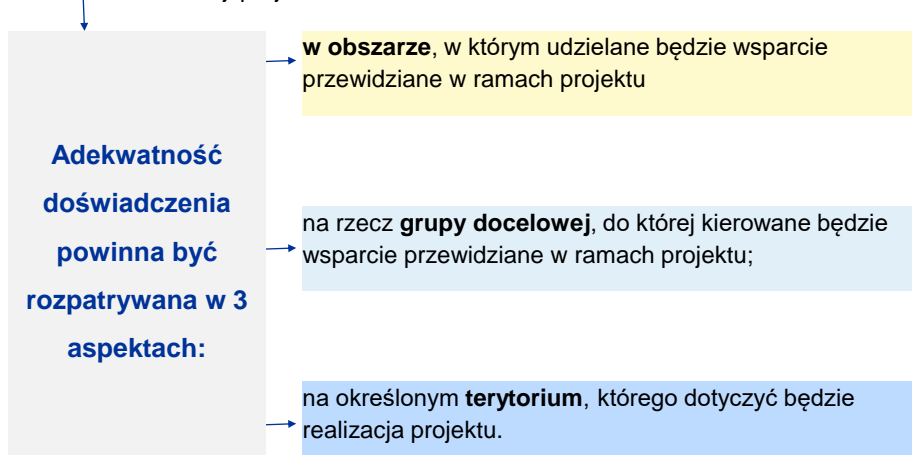 Adekwatność
doświadczenia
powinna być
rozpatrywana w 3
aspektach:
w obszarze, w którym udzielane będzie wsparcie
przewidziane w ramach projektu
na rzecz grupy docelowej, do której kierowane będzie
wsparcie przewidziane w ramach projektu;
na określonym terytorium, którego dotyczyć będzie
realizacja projektu.